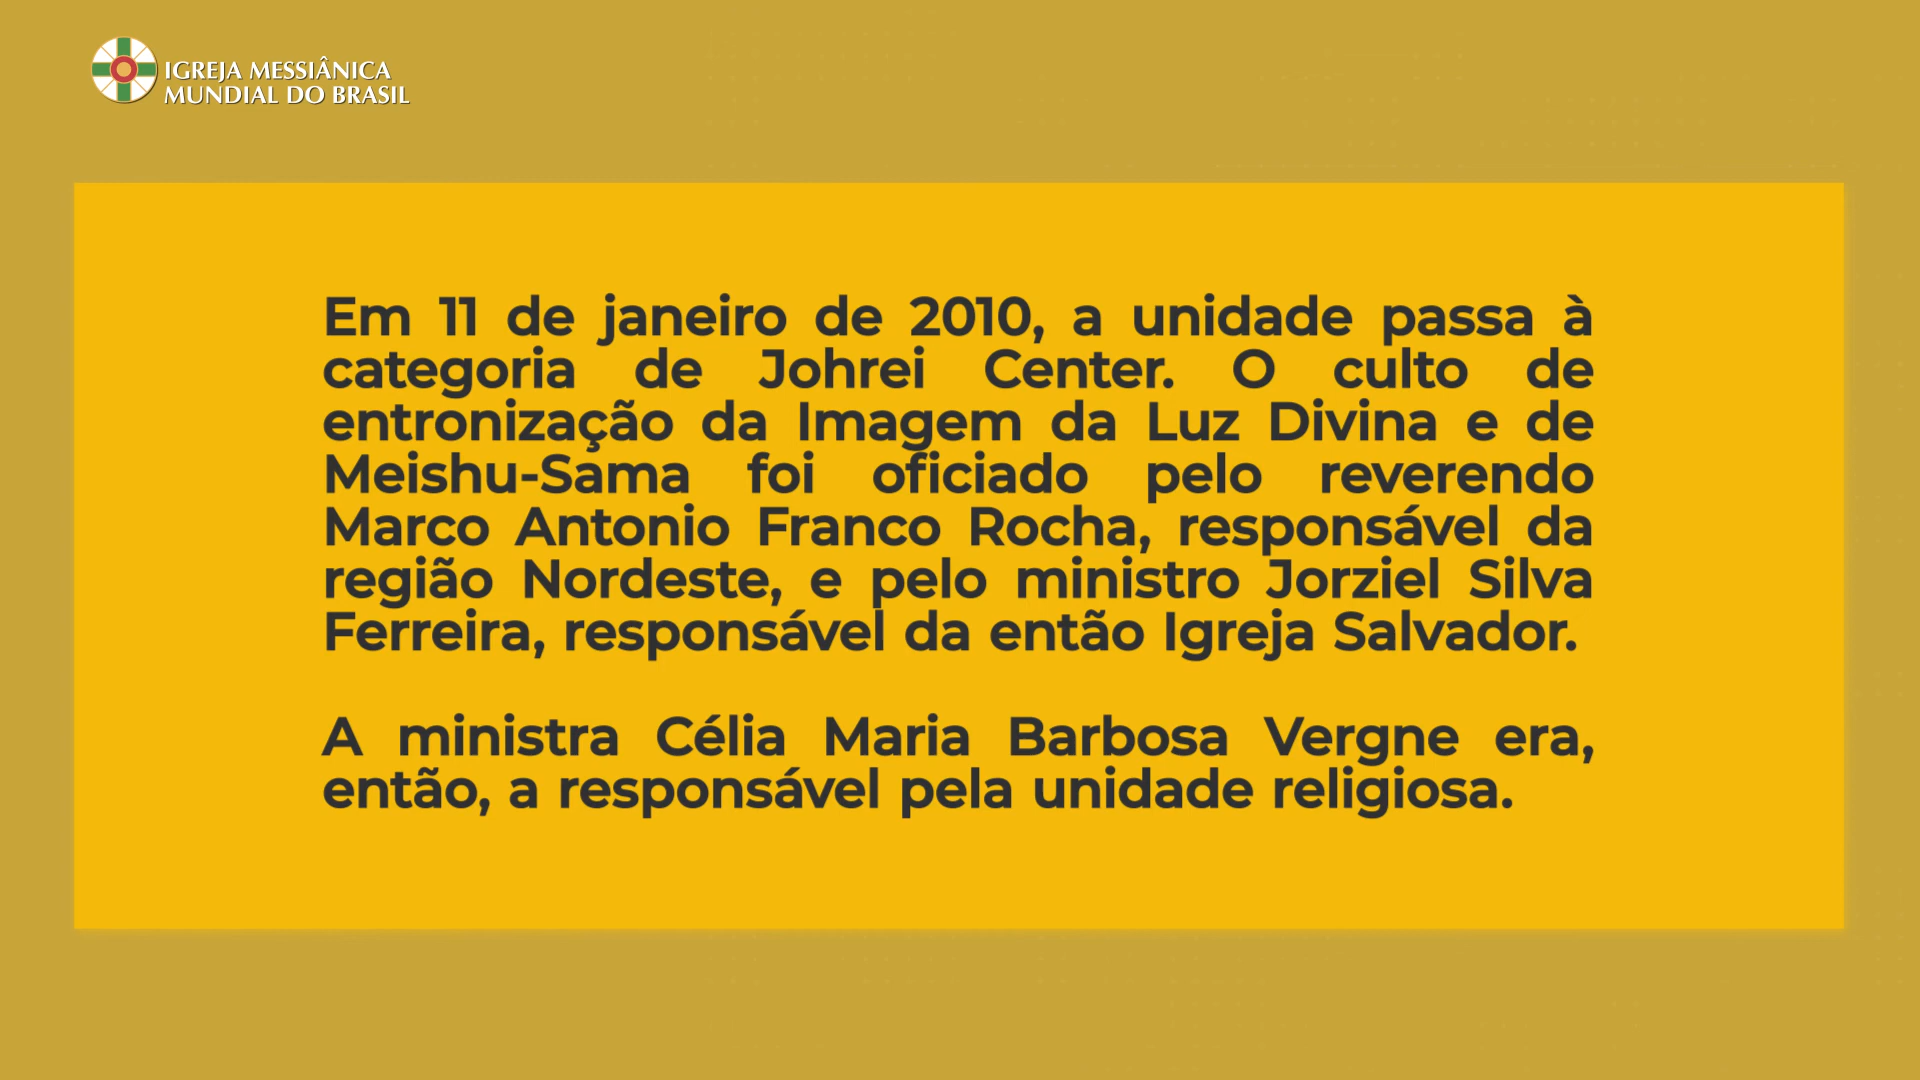 IGREJA MESSIÂNICA
MUNDIAL DO BRASIL
Em 11 de janeiro de 2010, a unidade passa à
categoria de Johrei Center. O culto de
entronização da Imagem da Luz Divina e de
Meishu-Sama foi oficiado pelo reverendo
Marco Antonio Franco Rocha, responsável da
região Nordeste, e pelo ministro Jorziel Silva
Ferreira, responsável da então Igreja Salvador.
A ministra Célia Maria Barbosa Vergne era,
então, a responsável pela unidade religiosa.